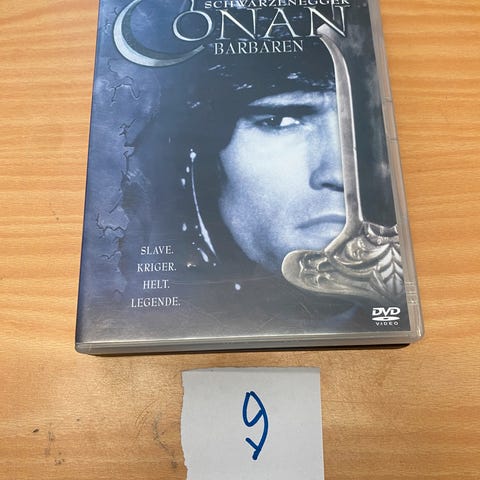 SCHWARZENEGGER
CONAN
BARBAREN
SLAVE.
KRIGER.
HELT.
LEGENDE.
DVD
VIDEO
9